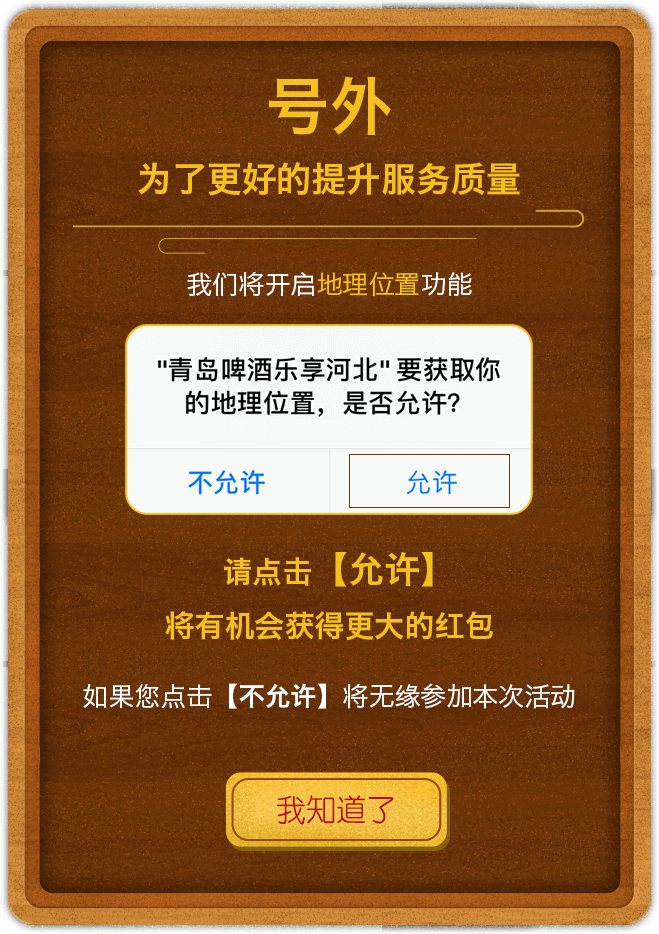 号外
为了更好的提升服务质量
我们将开启地理位置功能
"青岛啤酒乐享河北"要获取你
的地理位置，是否允许？
不允许
允许
请点击【允许】
将有机会获得更大的红包
如果您点击【不允许】将无缘参加本次活动
我知道了